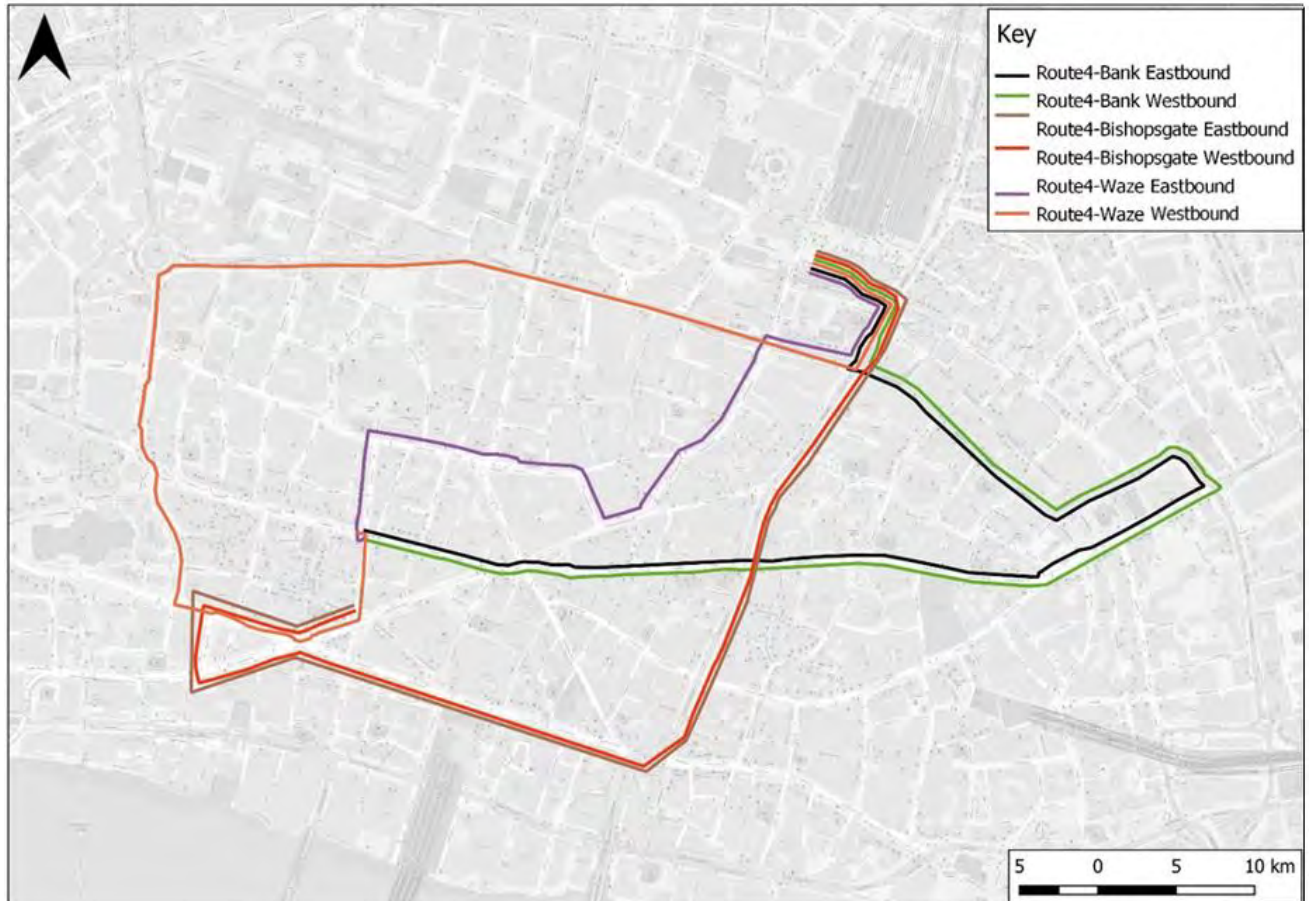 Key
Route4-Bank Eastbound
Route4-Bank Westbound
Route4-Bishopsgate Eastbound
Route4-Bishopsgate Westbound
Route4-Waze Eastbound
Route4-Waze Westbound
5 0 5 10 km